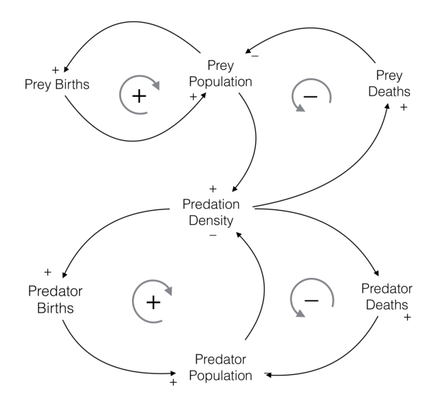 Prey
Population
–
+
Prey Births
+
+
–
Prey
Deaths
+
+
Predation
Density
–
+
Predator
Births
+
–
Predator
Deaths
+
Predator
Population
–
+